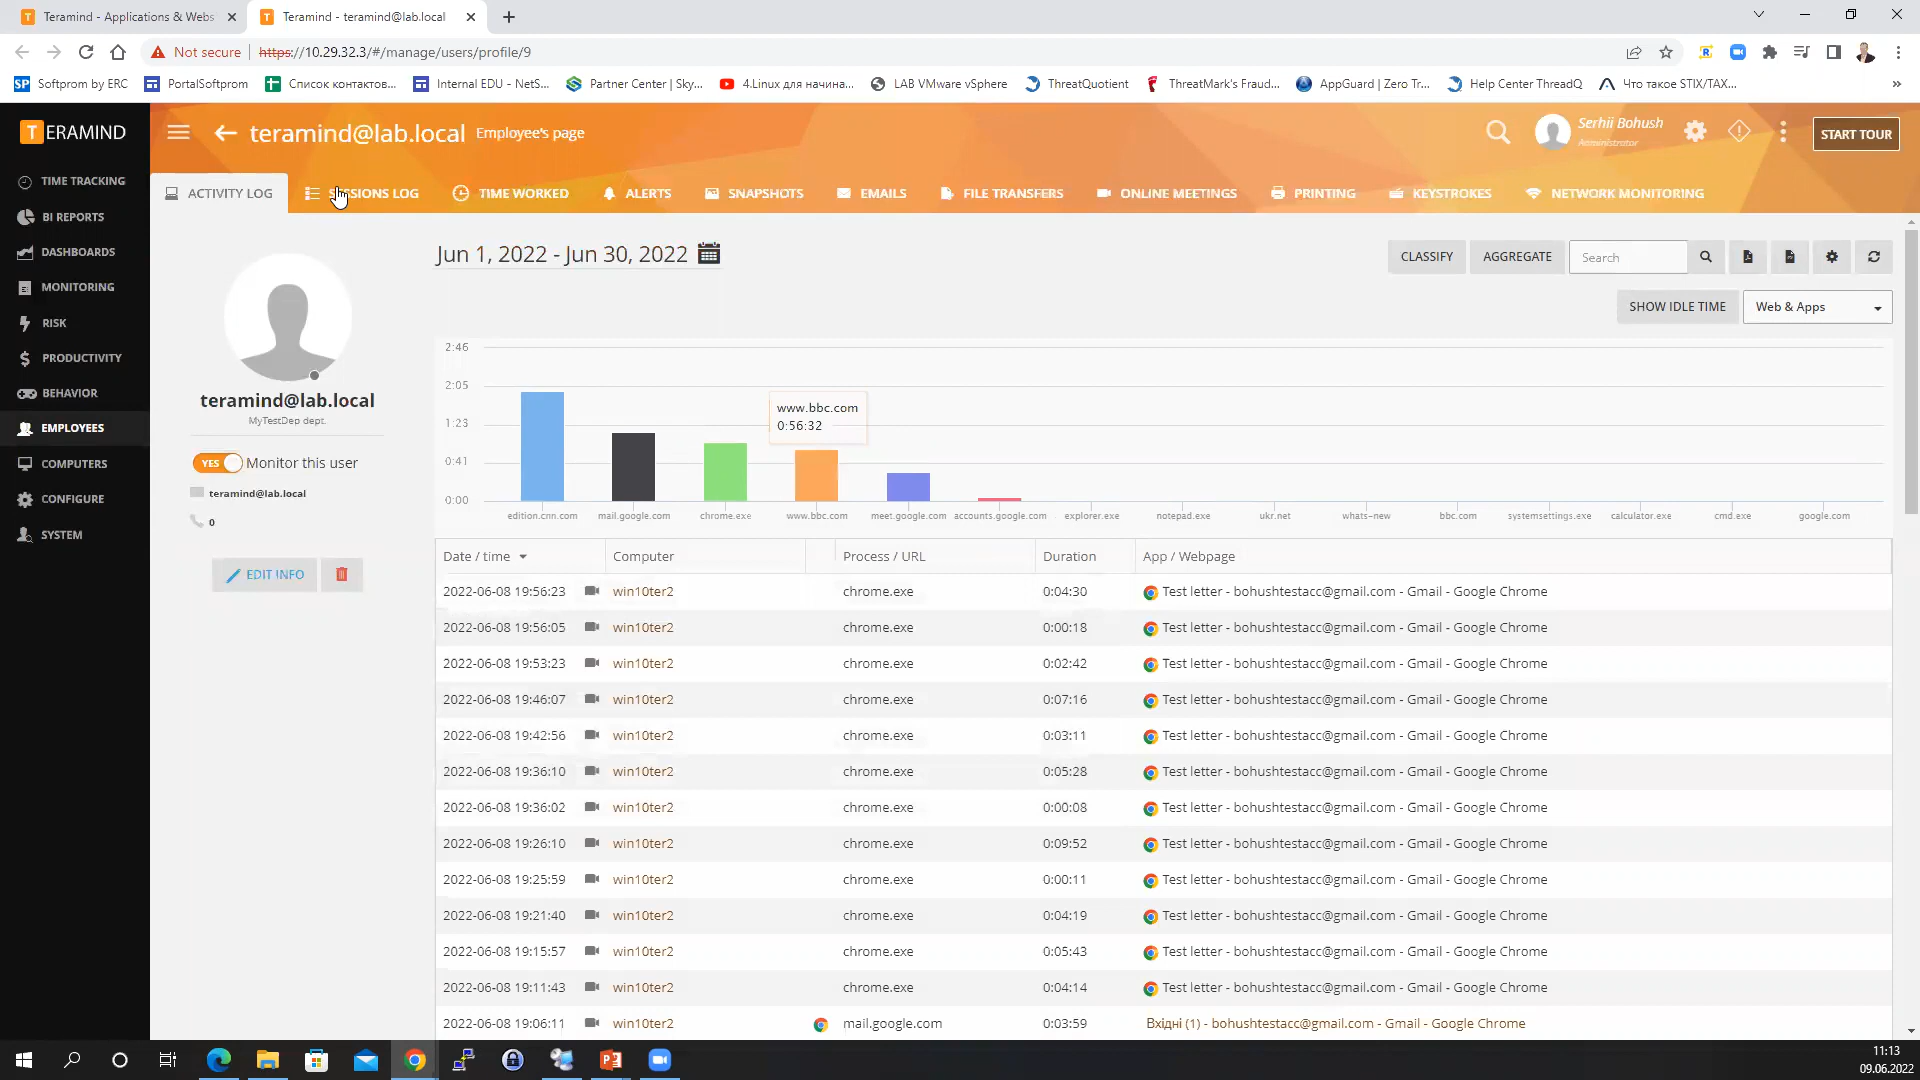 Teramind - Applications & Webs
Teramind - teramind@lab.local
Not secure
https://10.29.32.3/#/manage/users/profile/9
Softprom by ERC
PortalSoftprom
Список контактов...
Internal EDU - NetS...
Partner Center | Sky...
4.Linux для начина...
LAB VMware vSphere
ThreatQuotient
ThreatMark's Fraud...
AppGuard | Zero Tr...
Help Center ThreadQ
Что такое STIX/TAX...
TERAMIND
teramind@lab.local
Employee's page
Serhii Bohush
Administrator
START TOUR
TIME TRACKING
BI REPORTS
DASHBOARDS
MONITORING
RISK
PRODUCTIVITY
BEHAVIOR
EMPLOYEES
COMPUTERS
CONFIGURE
SYSTEM
ACTIVITY LOG
SESSIONS LOG
TIME WORKED
ALERTS
SNAPSHOTS
EMAILS
FILE TRANSFERS
ONLINE MEETINGS
PRINTING
KEYSTROKES
NETWORK MONITORING
teramind@lab.local
MyTestDep dept.
YES
Monitor this user
teramind@lab.local
0
EDIT INFO
Jun 1, 2022 - Jun 30, 2022
CLASSIFY
AGGREGATE
Search
SHOW IDLE TIME
Web & Apps
2:46
2:05
1:23
0:41
0:00
www.bbc.com
0:56:32
edition.cnn.com
mail.google.com
chrome.exe
www.bbc.com
meet.google.com
accounts.google.com
explorer.exe
notepad.exe
ukr.net
whats-new
bbc.com
systemsettings.exe
calculator.exe
cmd.exe
google.com
Date / time Computer Process / URL Duration App / Webpage
2022-06-08 19:56:23 win10ter2 chrome.exe 0:04:30 Test letter - bohushtestacc@gmail.com - Gmail - Google Chrome
2022-06-08 19:56:05 win10ter2 chrome.exe 0:00:18 Test letter - bohushtestacc@gmail.com - Gmail - Google Chrome
2022-06-08 19:53:23 win10ter2 chrome.exe 0:02:42 Test letter - bohushtestacc@gmail.com - Gmail - Google Chrome
2022-06-08 19:46:07 win10ter2 chrome.exe 0:07:16 Test letter - bohushtestacc@gmail.com - Gmail - Google Chrome
2022-06-08 19:42:56 win10ter2 chrome.exe 0:03:11 Test letter - bohushtestacc@gmail.com - Gmail - Google Chrome
2022-06-08 19:36:10 win10ter2 chrome.exe 0:05:28 Test letter - bohushtestacc@gmail.com - Gmail - Google Chrome
2022-06-08 19:36:02 win10ter2 chrome.exe 0:00:08 Test letter - bohushtestacc@gmail.com - Gmail - Google Chrome
2022-06-08 19:26:10 win10ter2 chrome.exe 0:09:52 Test letter - bohushtestacc@gmail.com - Gmail - Google Chrome
2022-06-08 19:25:59 win10ter2 chrome.exe 0:00:11 Test letter - bohushtestacc@gmail.com - Gmail - Google Chrome
2022-06-08 19:21:40 win10ter2 chrome.exe 0:04:19 Test letter - bohushtestacc@gmail.com - Gmail - Google Chrome
2022-06-08 19:15:57 win10ter2 chrome.exe 0:05:43 Test letter - bohushtestacc@gmail.com - Gmail - Google Chrome
2022-06-08 19:11:43 win10ter2 chrome.exe 0:04:14 Test letter - bohushtestacc@gmail.com - Gmail - Google Chrome
2022-06-08 19:06:11 win10ter2 mail.google.com 0:03:59 Вхідні (1) - bohushtestacc@gmail.com - Gmail - Google Chrome
11:13
09.06.2022